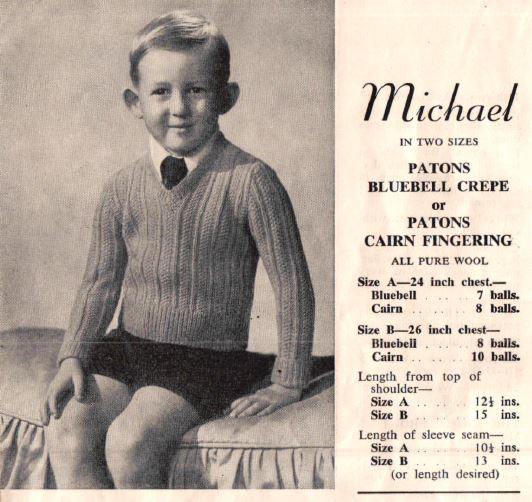 Michael
IN TWO SIZES
PATONS
BLUEBELL CREPE
or
PATONS
CAIRN FINGERING
ALL PURE WOOL
Size A—24 inch chest.—
Bluebell . . . . . . 7 balls.
Cairn . . . . . . 8 balls.
Size B—26 inch chest—
Bluebell . . . . . . 8 balls.
Cairn . . . . . . 10 balls.
Length from top of
shoulder—
Size A . . . . . . 12½ ins.
Size B . . . . . . 15 ins.
Length of sleeve seam—
Size A . . . . . . 10½ ins.
Size B . . . . . . 13 ins.
(or length desired)